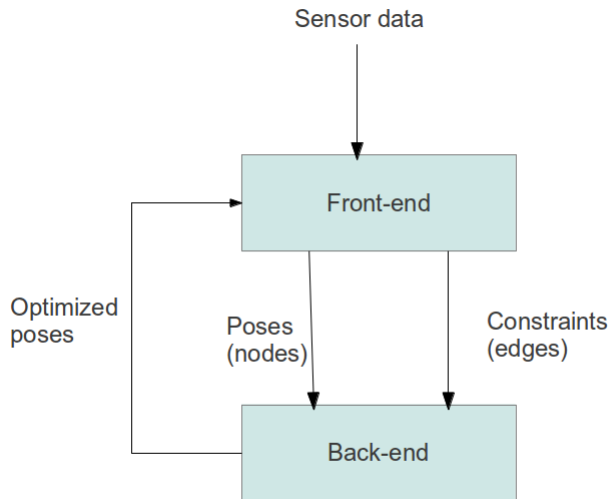 Sensor data
Front-end
Optimized
poses
Poses
(nodes)
Constraints
(edges)
Back-end